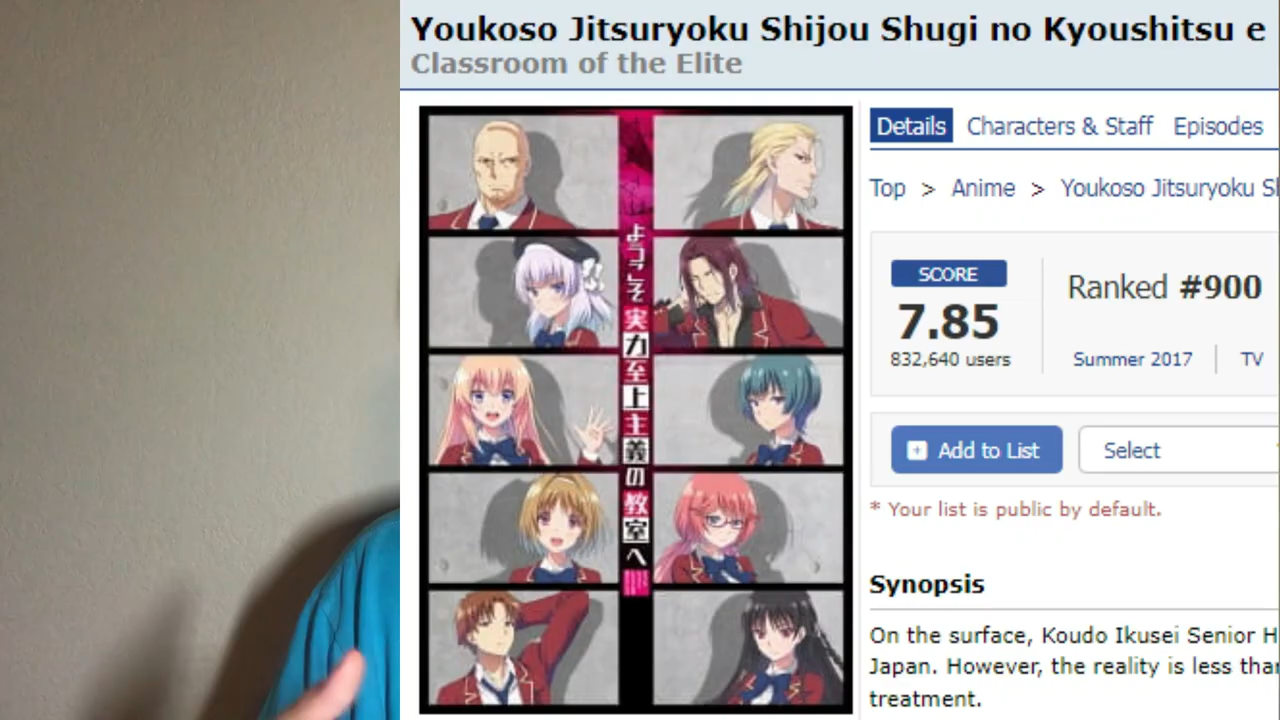 Youkoso Jitsuryoku Shijou Shugi no Kyoushitsu e
Classroom of the Elite
ようこそ実力至上主義の教室へ
Details Characters & Staff Episodes
Top > Anime > Youkoso Jitsuryoku
SCORE
7.85
832,640 users
Ranked #900
Summer 2017 TV
Add to List
Select
* Your list is public by default.
Synopsis
On the surface, Koudo Ikusei Senior
Japan. However, the reality is less
treatment.